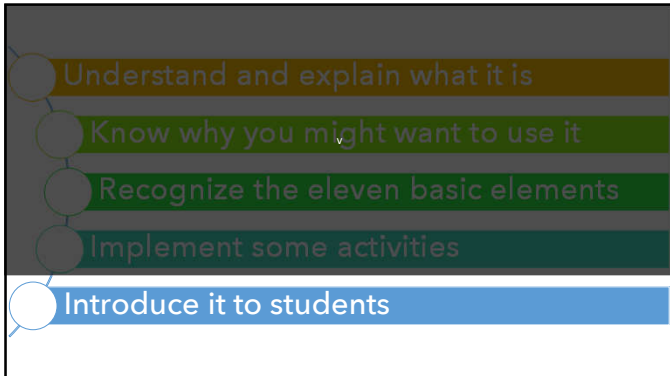 Understand and explain what it is
Know why you might want to use it
v
Recognize the eleven basic elements
Implement some activities
Introduce it to students